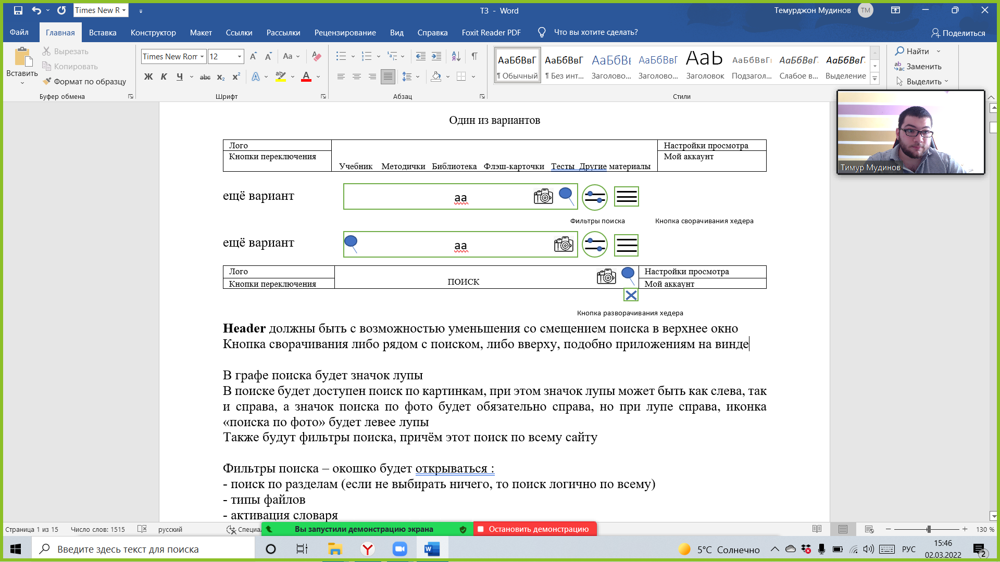 Times New R
ТЗ - Word
Темурджон Мудинов
ТМ
Файл
Главная
Вставка
Конструктор
Макет
Ссылки
Рассылки
Рецензирование
Вид
Справка
Foxit Reader PDF
Что вы хотите сделать?
Поделиться
Вставить
Вырезать
Копировать
Формат по образцу
Буфер обмена
Times New Rom
12
Aa
Ж К Ч abc x₂ x²
Шрифт
Абзац
АаБбВвГ
¶ Обычный
АаБбВвГ
¶ Без инт...
АаБбВв
Заголово...
АаБбВвГ
Заголово...
АаЬ
Заголовок
АаБбВвГ
Подзагол...
АаБбВвГ
Слабое в...
АаБбВвГ
Выделение
Стили
Найти
Заменить
Выделить
Тимур Мудинов
Один из вариантов
Лого
Кнопки переключения
Учебник Методички Библиотека Флэш-карточки Тесты Другие материалы
Настройки просмотра
Мой аккаунт
ещё вариант
аа
Фильтры поиска
Кнопка сворачивания хедера
ещё вариант
аа
Лого
Кнопки переключения
ПОИСК
Настройки просмотра
Мой аккаунт
Кнопка разворачивания хедера
Header должны быть с возможностью уменьшения со смещением поиска в верхнее окно
Кнопка сворачивания либо рядом с поиском, либо вверху, подобно приложениям на винде
В графе поиска будет значок лупы
В поиске будет доступен поиск по картинкам, при этом значок лупы может быть как слева, так
и справа, а значок поиска по фото будет обязательно справа, но при лупе справа, иконка
«поиска по фото» будет левее лупы
Также будут фильтры поиска, причём этот поиск по всему сайту
Фильтры поиска – окошко будет открываться :
- поиск по разделам (если не выбирать ничего, то поиск логично по всему)
- типы файлов
- активация словаря
Страница 1 из 15
Число слов: 1515
русский
Специа
Вы запустили демонстрацию экрана
Остановить демонстрацию
130 %
Введите здесь текст для поиска
5°C Солнечно
РУС
15:46
02.03.2022
2